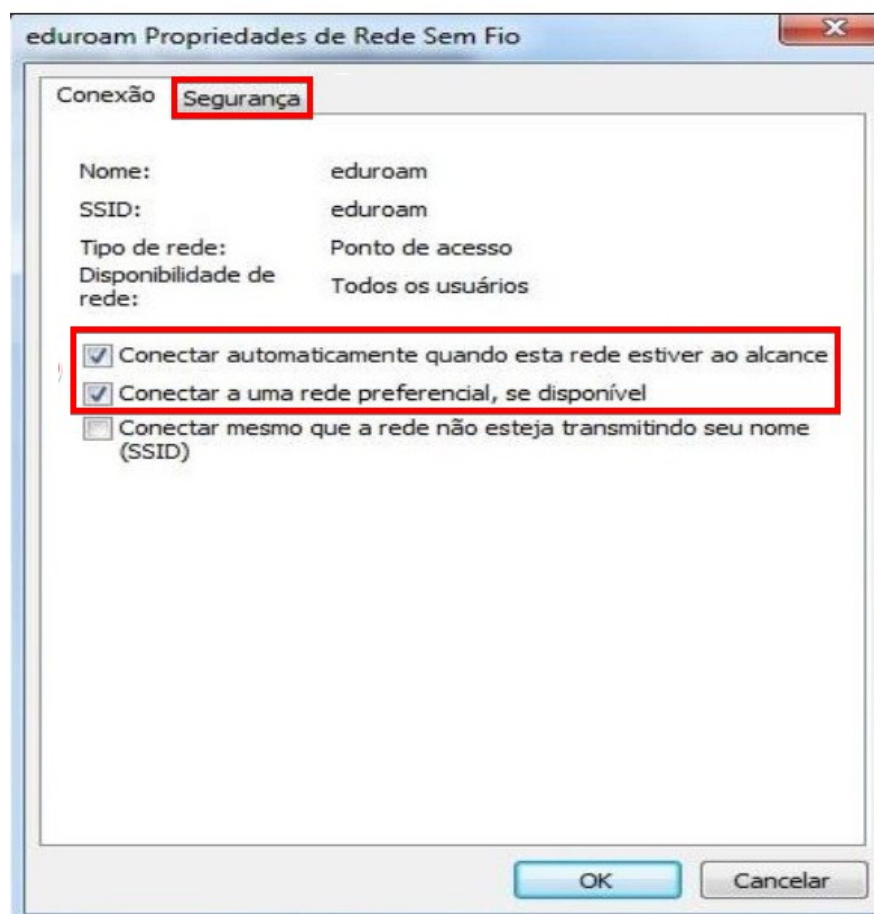 eduroam Propriedades de Rede Sem Fio
Conexão Segurança
Nome: eduroam
SSID: eduroam
Tipo de rede: Ponto de acesso
Disponibilidade de
rede: Todos os usuários
Conectar automaticamente quando esta rede estiver ao alcance
Conectar a uma rede preferencial, se disponível
Conectar mesmo que a rede não esteja transmitindo seu nome
(SSID)
OK Cancelar